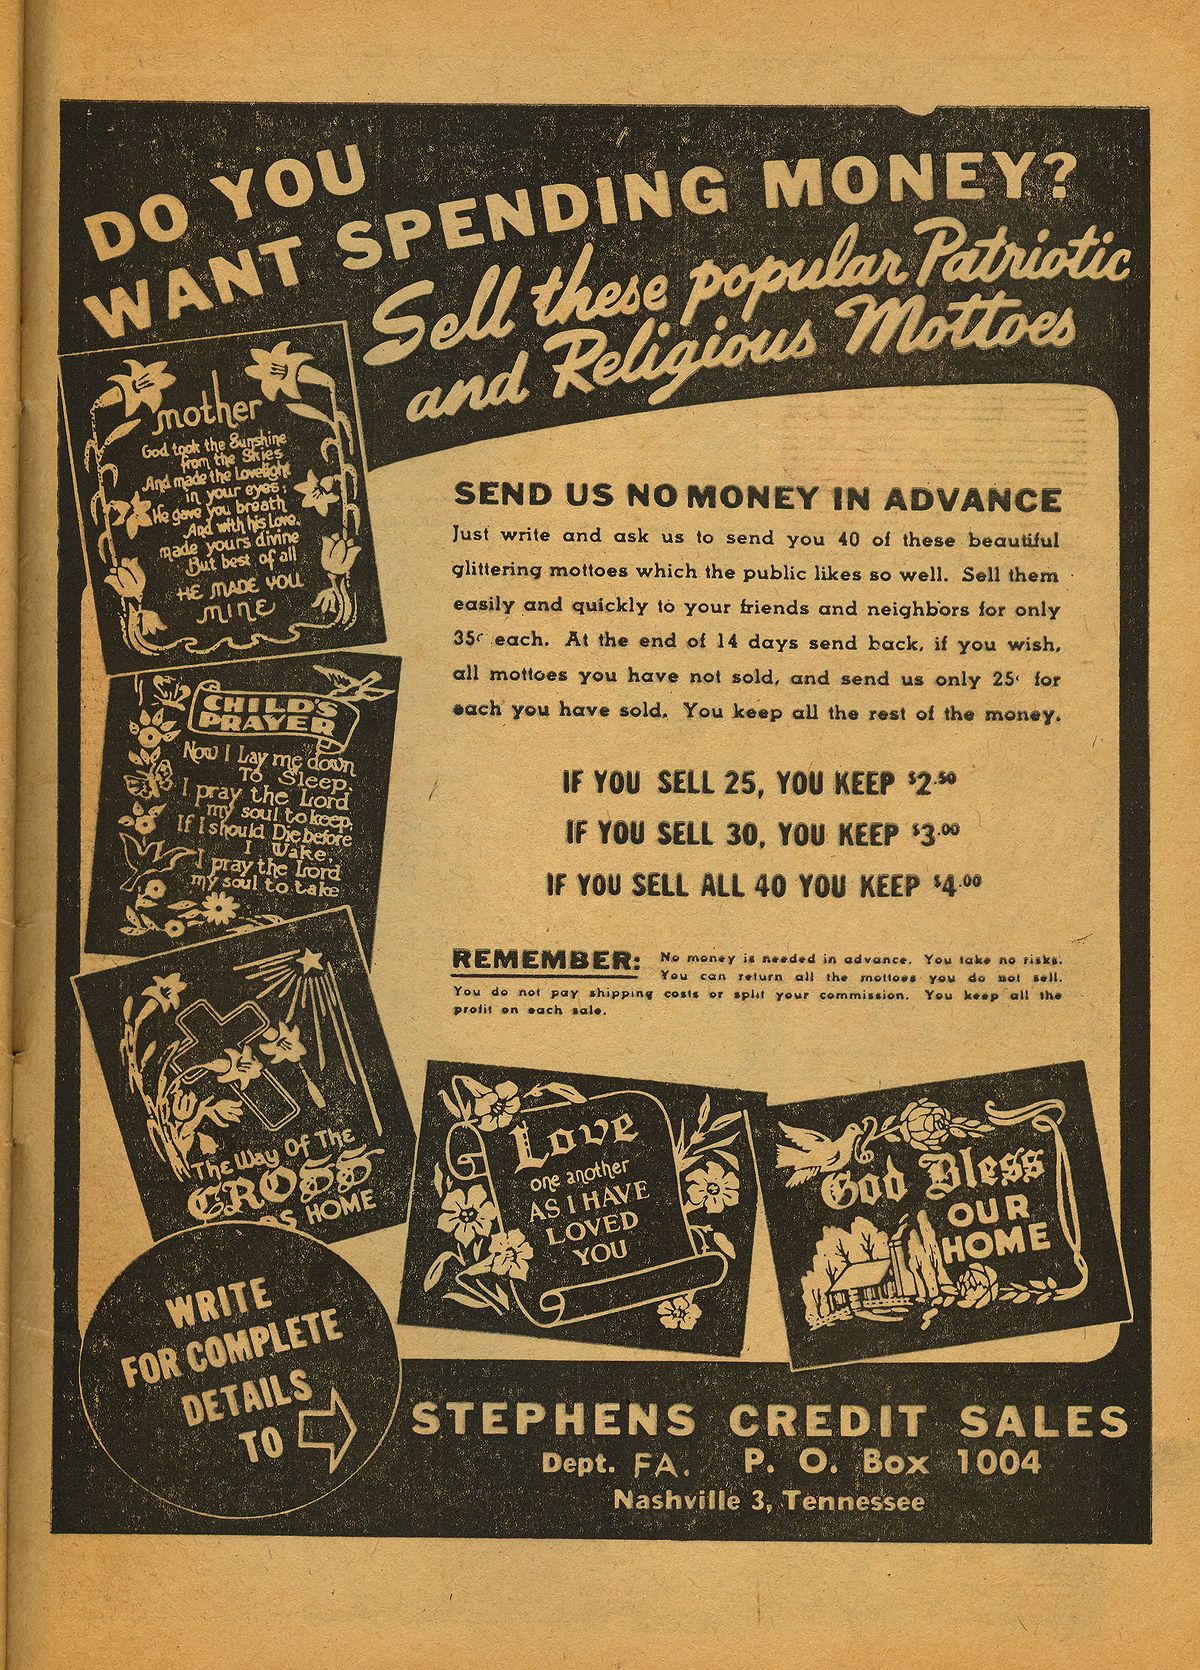 DO YOU
WANT SPENDING MONEY?
Sell these popular Patriotic
and Religious Mottoes
mother
God took the Sunshine
from the Skies
And made the Lovelight
in your eyes;
He gave you breath
And with his Love.
made yours divine
But best of all
HE MADE YOU
MINE
CHILD'S
PRAYER
Now I Lay me down
To Sleep.
I pray the Lord
my soul to keep;
If I should Die before
I Wake,
I pray the Lord
my soul to take
The Way Of The
CROSS
DS HOME
SEND US NO MONEY IN ADVANCE
Just write and ask us to send you 40 of these beautiful
glittering mottoes which the public likes so well. Sell them
easily and quickly to your friends and neighbors for only
35¢ each. At the end of 14 days send back, if you wish,
all mottoes you have not sold, and send us only 25¢ for
each you have sold. You keep all the rest of the money.
IF YOU SELL 25, YOU KEEP $2.50
IF YOU SELL 30, YOU KEEP $3.00
IF YOU SELL ALL 40 YOU KEEP $4.00
REMEMBER: No money is needed in advance. You take no risks.
You can return all the mottoes you do not sell.
You do not pay shipping costs or split your commission. You keep all the
profit on each sale.
Love
one another
AS I HAVE
LOVED
YOU
God Bless
OUR
HOME
WRITE
FOR COMPLETE
DETAILS
TO
STEPHENS CREDIT SALES
Dept. FA. P. O. Box 1004
Nashville 3, Tennessee